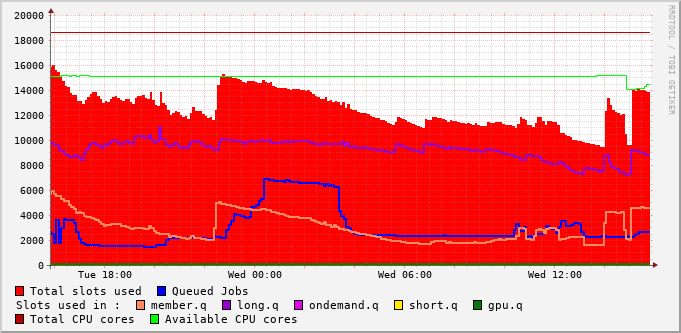 20000
18000
16000
14000
12000
10000
8000
6000
4000
2000
0
Tue 18:00 Wed 00:00 Wed 06:00 Wed 12:00
RRDTOOL / TOBI OETIKER
Total slots used Queued Jobs
Slots used in : member.q long.q ondemand.q short.q gpu.q
Total CPU cores Available CPU cores